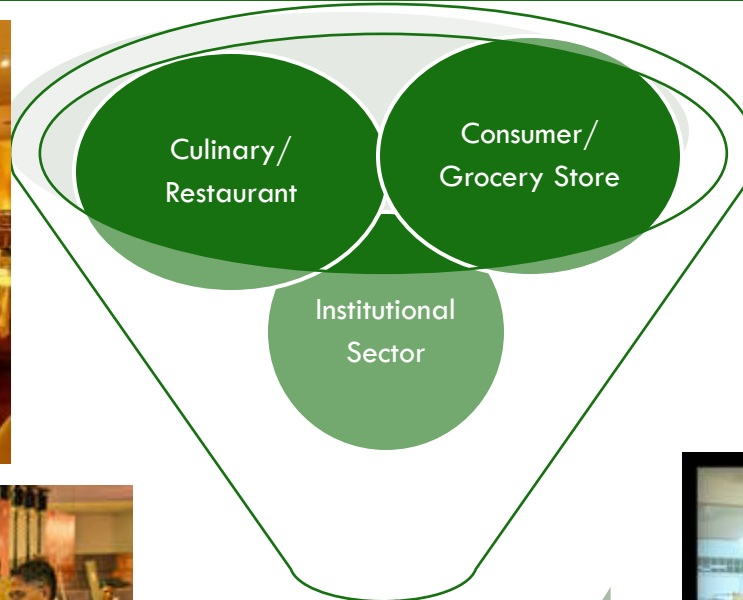 Culinary/
Restaurant
Consumer/
Grocery Store
Institutional
Sector